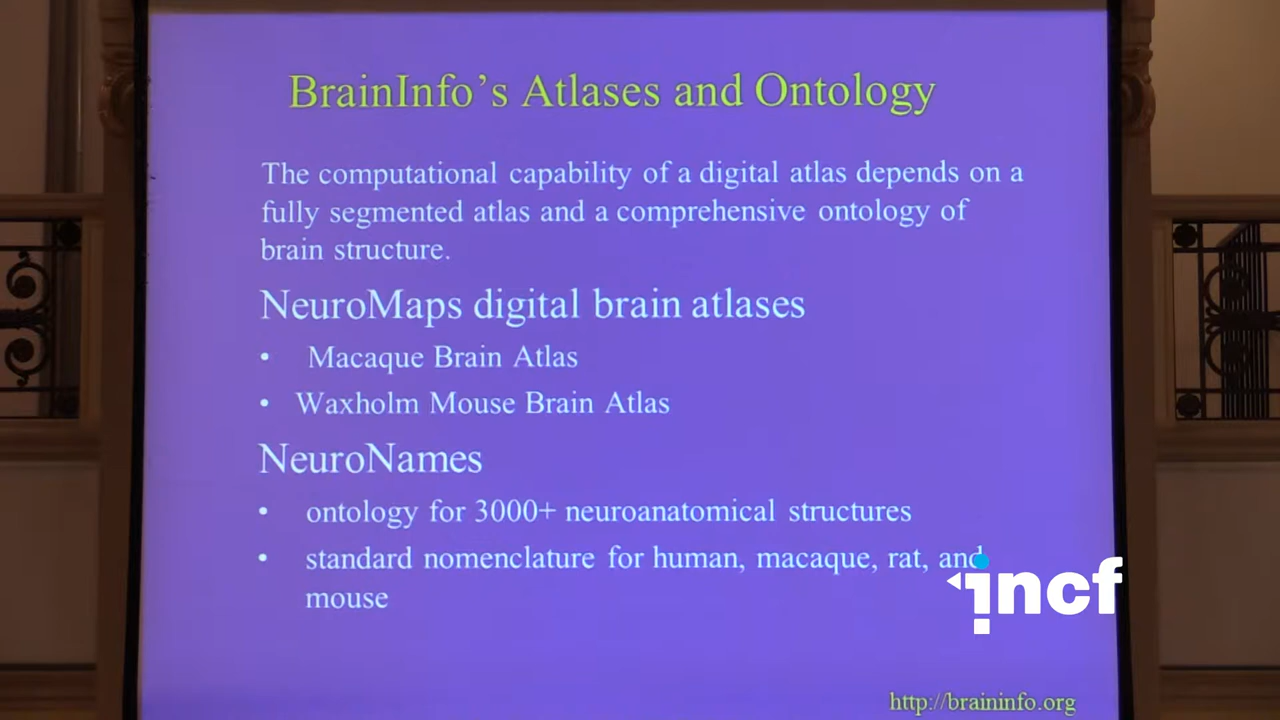 BrainInfo's Atlases and Ontology
The computational capability of a digital atlas depends on a
fully segmented atlas and a comprehensive ontology of
brain structure.
NeuroMaps digital brain atlases
• Macaque Brain Atlas
• Waxholm Mouse Brain Atlas
NeuroNames
• ontology for 3000+ neuroanatomical structures
• standard nomenclature for human, macaque, rat, and
mouse
incf
http://braininfo.org